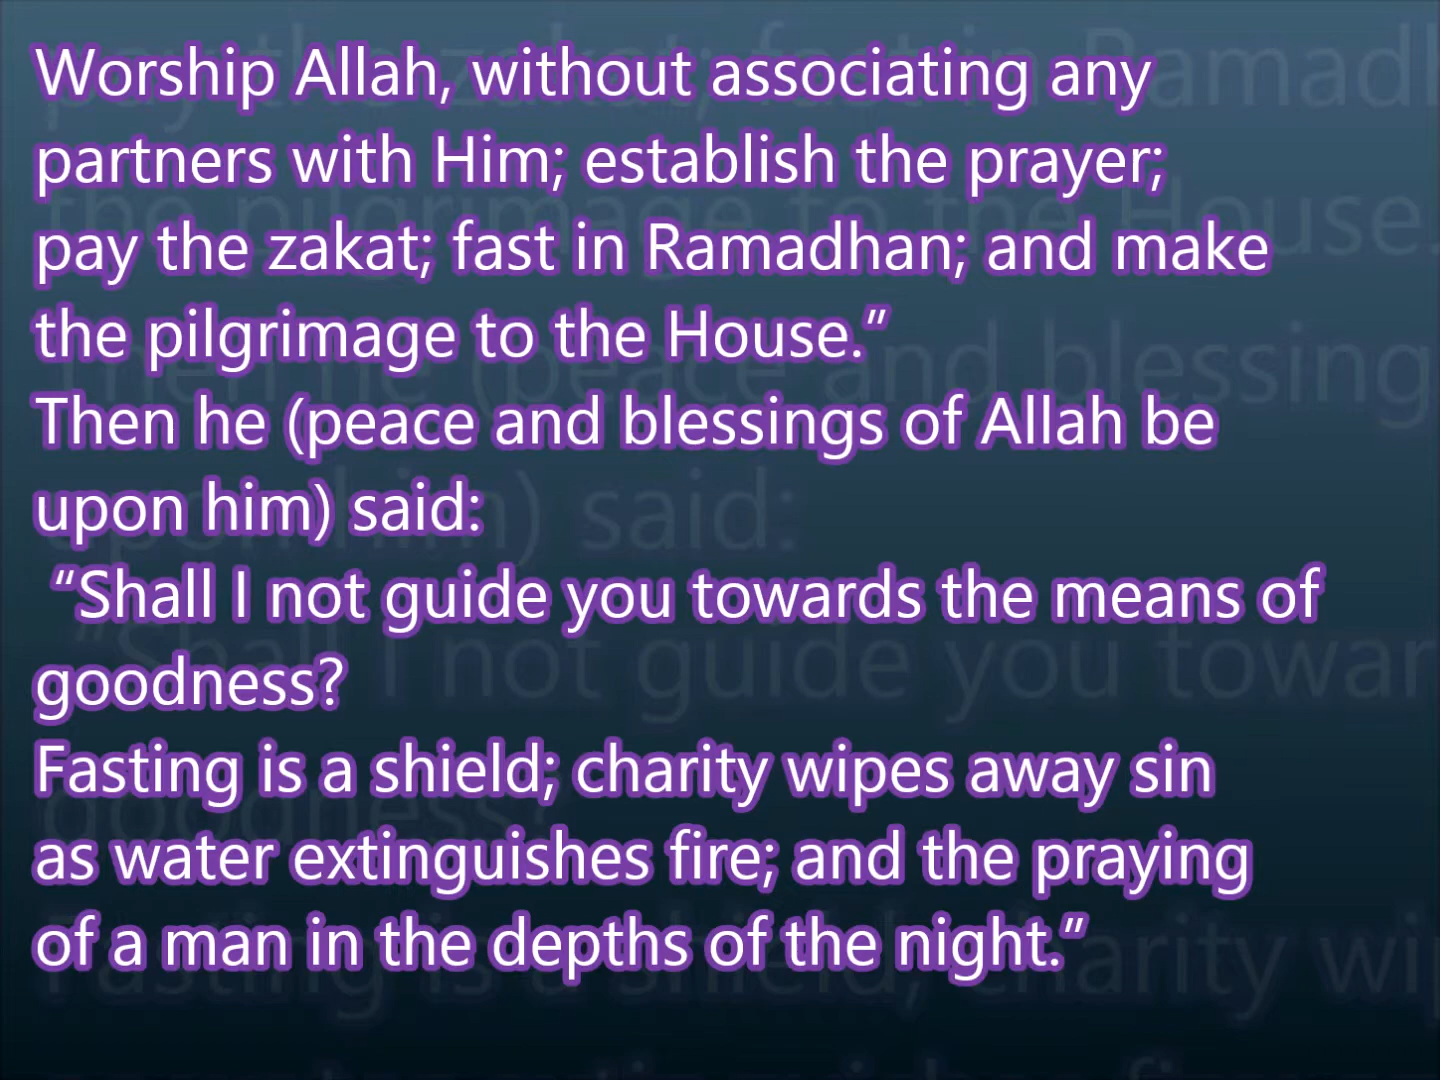 Worship Allah, without associating any
partners with Him; establish the prayer;
pay the zakat; fast in Ramadhan; and make
the pilgrimage to the House.”
Then he (peace and blessings of Allah be
upon him) said:
“Shall I not guide you towards the means of
goodness?
Fasting is a shield; charity wipes away sin
as water extinguishes fire; and the praying
of a man in the depths of the night.”